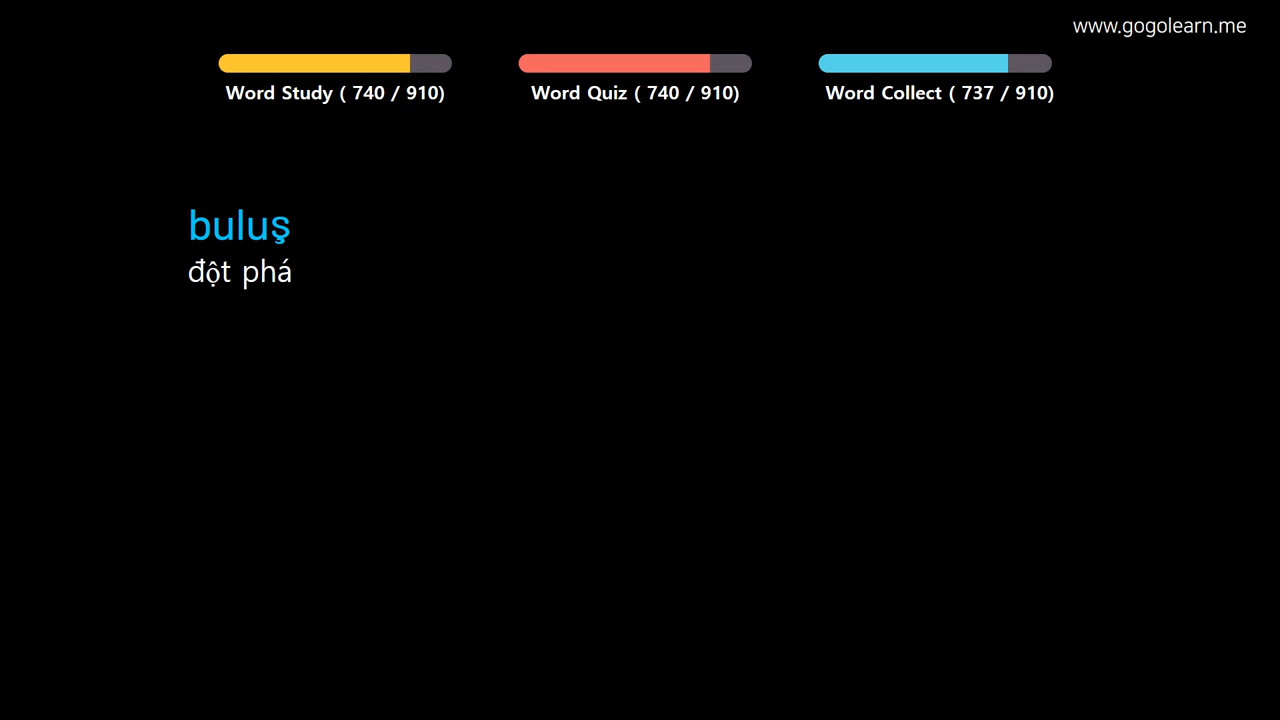 www.gogolearn.me
Word Study ( 740 / 910)
Word Quiz ( 740 / 910)
Word Collect ( 737 / 910)
buluş
đột phá